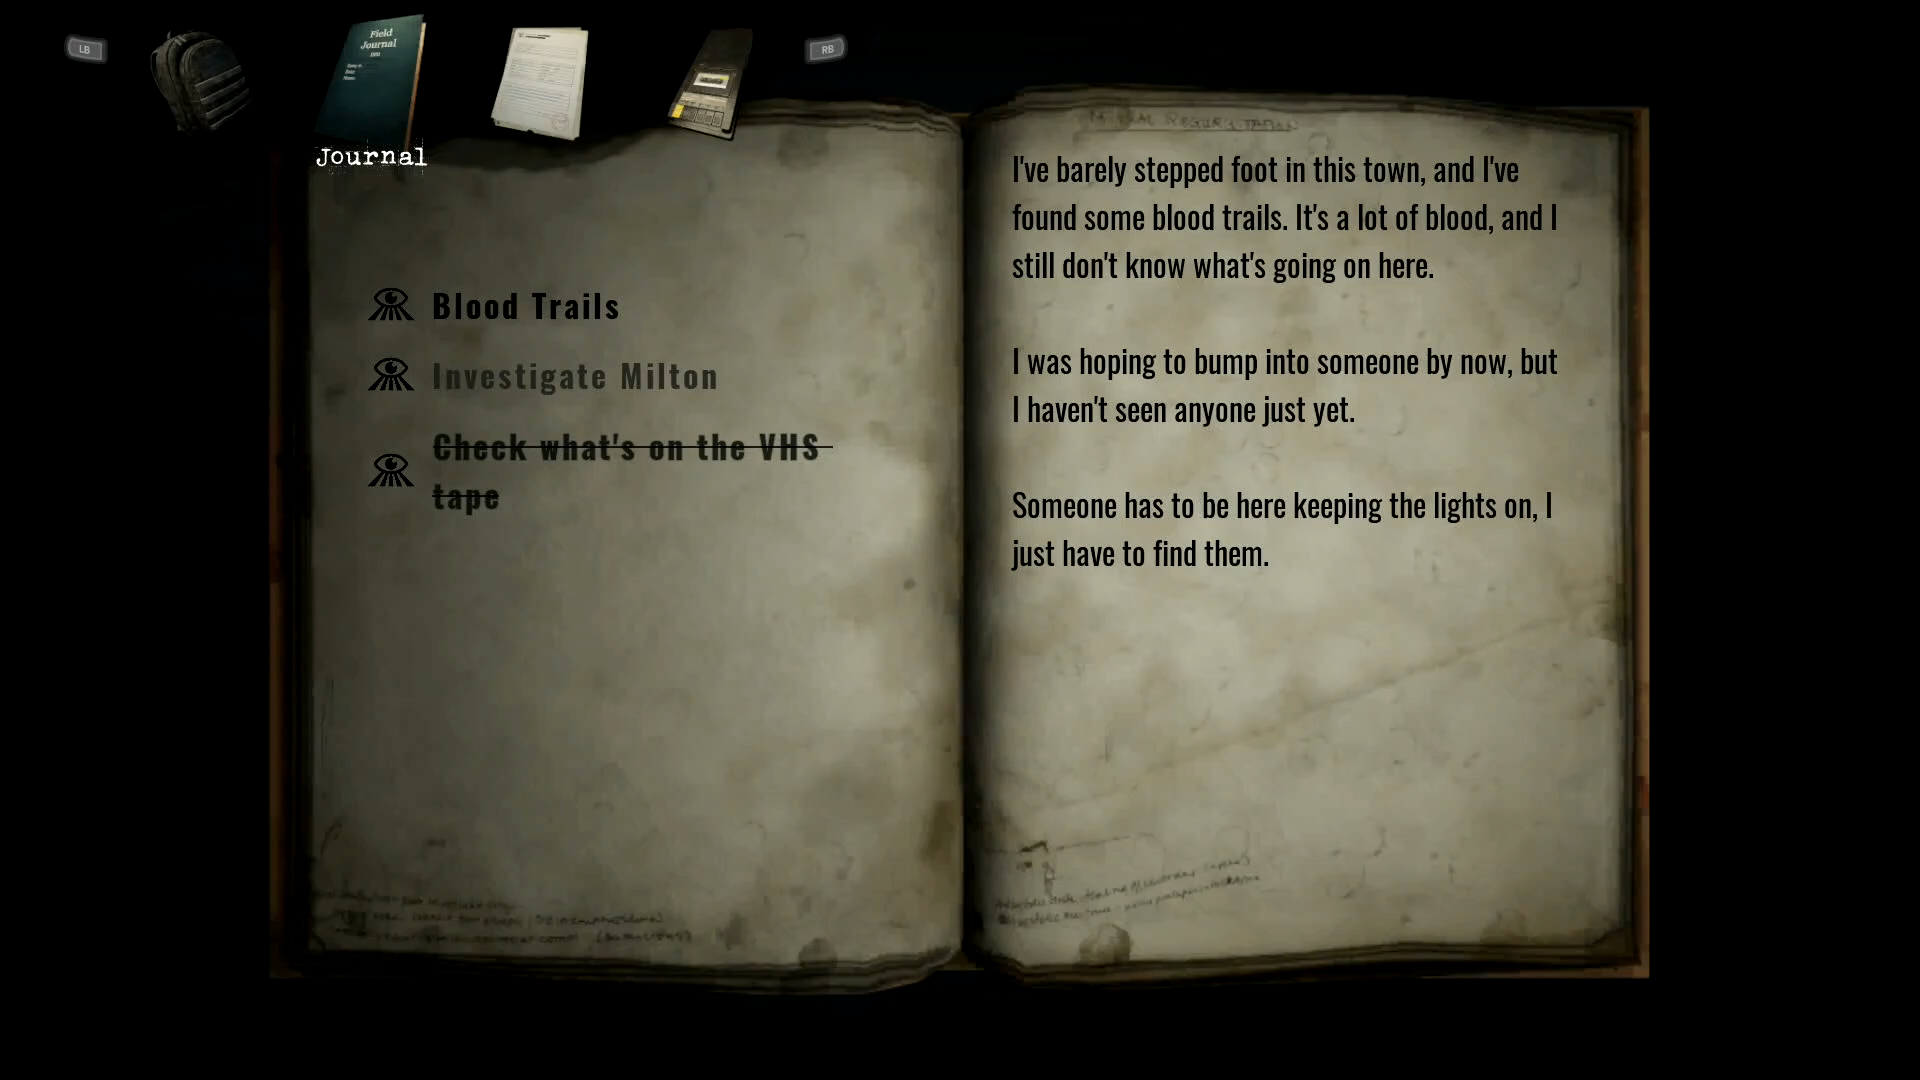 LB
Field
Journal
RB
Journal
Blood Trails
Investigate Milton
Check what's on the VHS
tape
I've barely stepped foot in this town, and I've
found some blood trails. It's a lot of blood, and I
still don't know what's going on here.
I was hoping to bump into someone by now, but
I haven't seen anyone just yet.
Someone has to be here keeping the lights on, I
just have to find them.